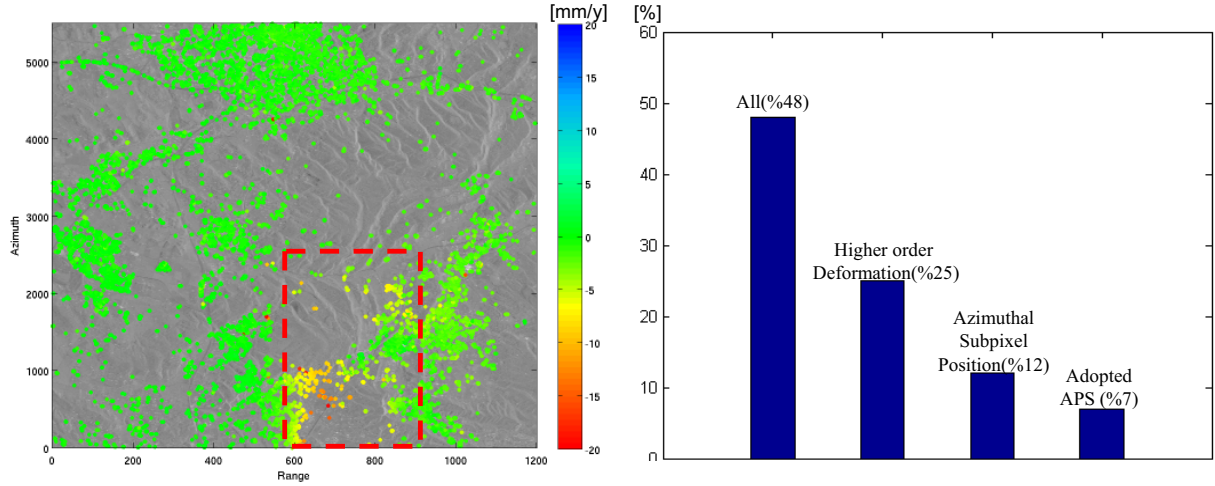 [mm/y]
5000
4000
3000
2000
1000
0
Azimuth
0
200
400
600
800
1000
1200
Range
20
15
10
5
0
-5
-10
-15
-20
[%]
60
50
40
30
20
10
0
All(%48)
Higher order
Deformation(%25)
Azimuthal
Subpixel
Position(%12)
Adopted
APS (%7)